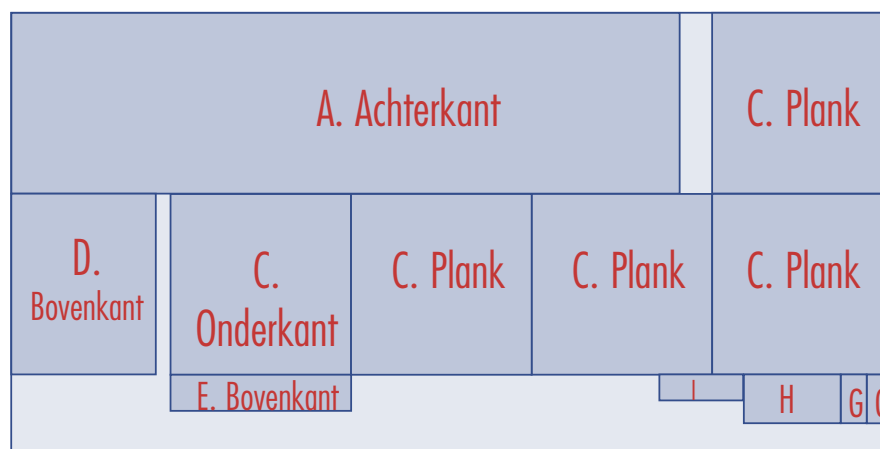 A. Achterkant
C. Plank
D.
Bovenkant
C.
Onderkant
C. Plank
C. Plank
C. Plank
E. Bovenkant
I
H
G